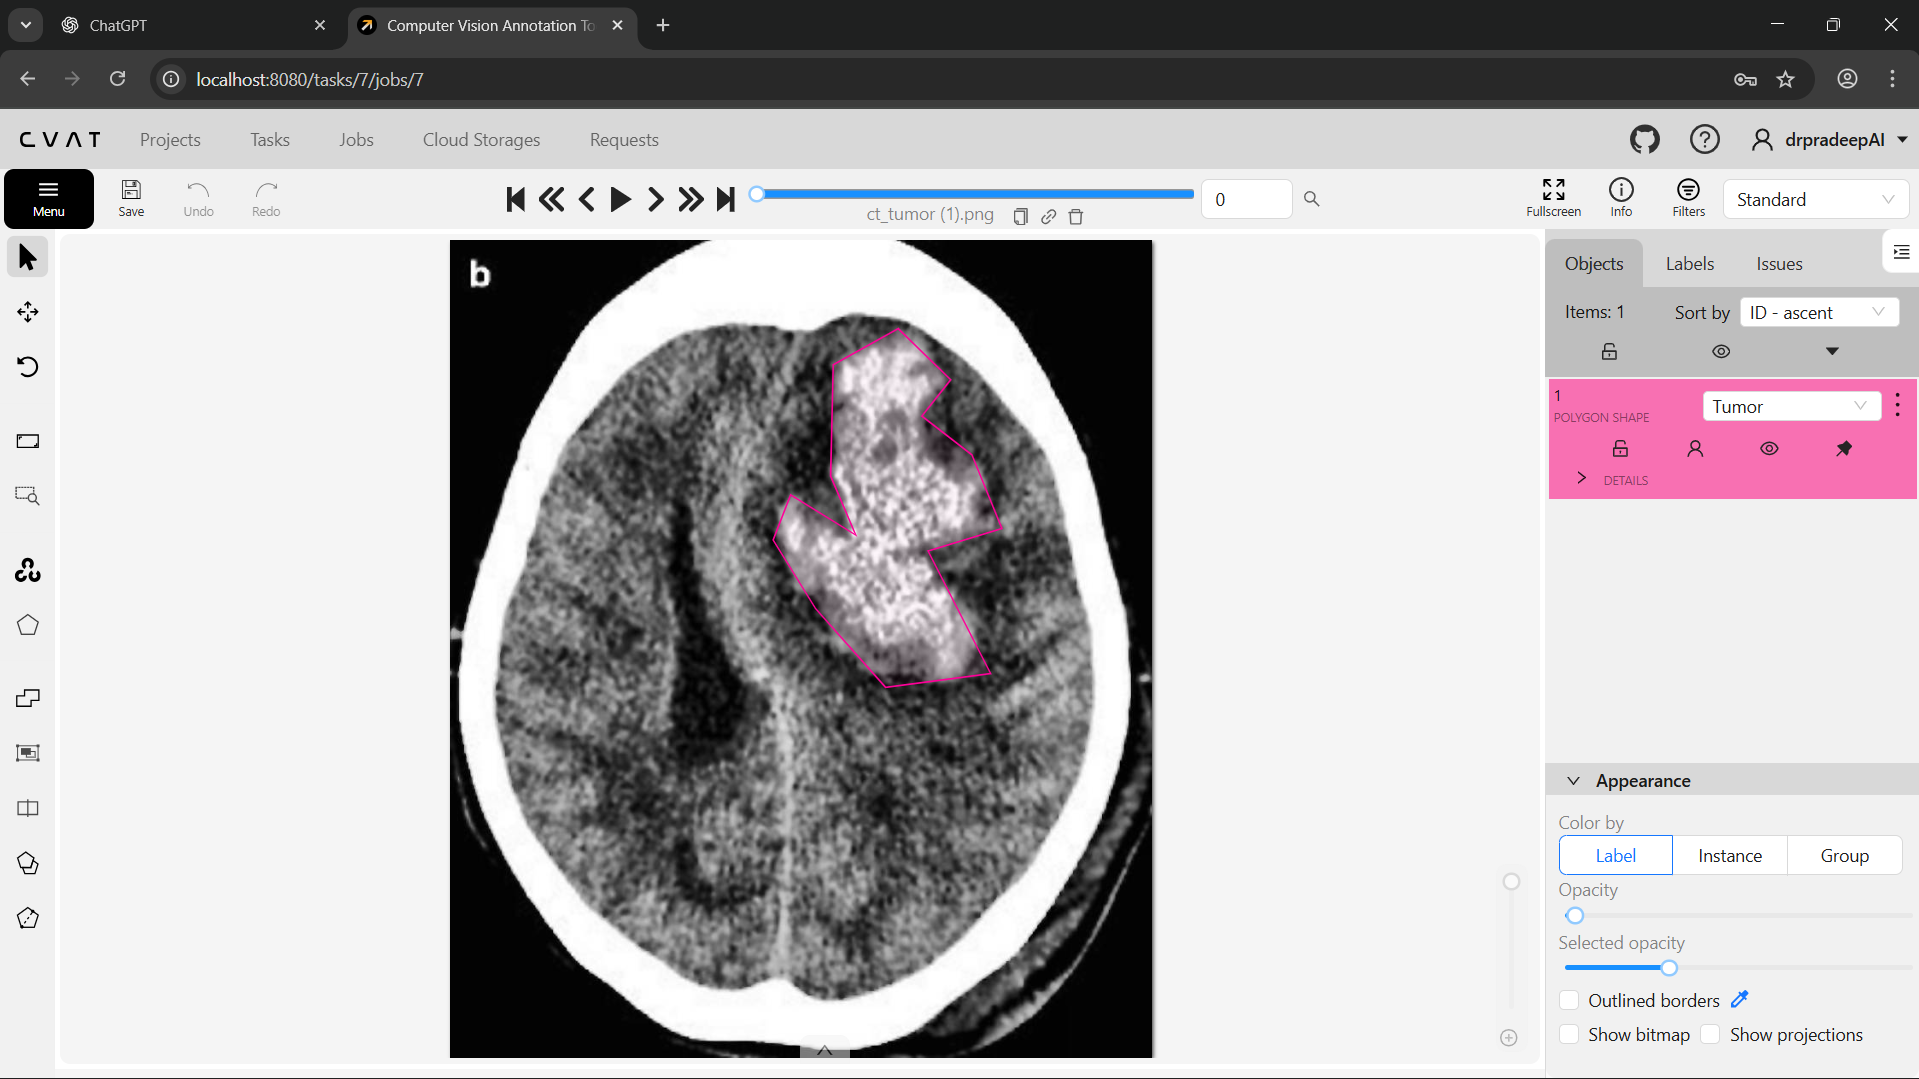 ChatGPT
Computer Vision Annotation To
localhost:8080/tasks/7/jobs/7
CVAT
Projects
Tasks
Jobs
Cloud Storages
Requests
drpradeepAI
Menu
Save
Undo
Redo
0
ct_tumor (1).png
Fullscreen
Info
Filters
Standard
b
Objects
Labels
Issues
Items: 1
Sort by
ID - ascent
1
POLYGON SHAPE
Tumor
DETAILS
Appearance
Color by
Label
Instance
Group
Opacity
Selected opacity
Outlined borders
Show bitmap
Show projections